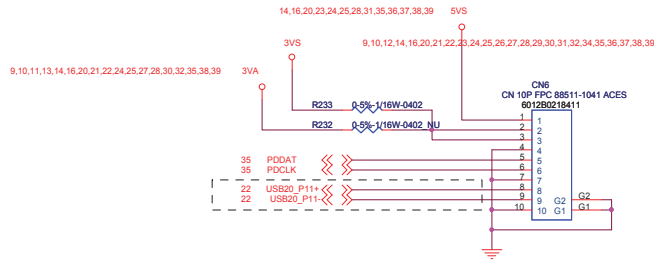 14,16,20,23,24,25,28,31,35,36,37,38,39 5VS
3VS 9,10,12,14,16,20,21,22,23,24,25,26,27,28,29,30,31,32,34,35,36,37,38,39
9,10,11,13,14,16,20,21,22,24,25,27,28,30,32,35,38,39 3VA
CN6
CN 10P FPC 88511-1041 ACES
R233 0-5%-1/16W-0402 6012B0218411
1 1
R232 0-5%-1/16W-0402_NU 2 2
3 3
4 4
35 PDDAT 5 5
35 PDCLK 6 6
7 7
22 USB20_P11+ 8 8
22 USB20_P11- 9 9 G2 G2
10 10 G1 G1